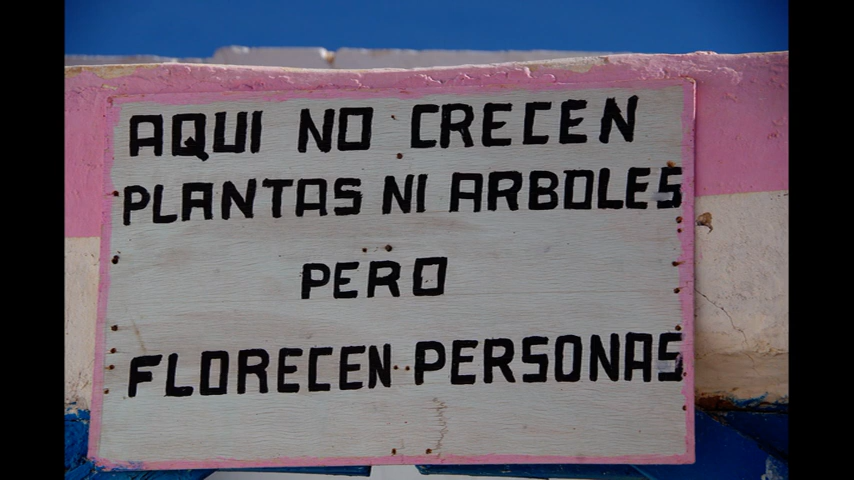 AQUI NO CRECEN
PLANTAS NI ARBOLES
PERO
FLORECEN PERSONAS